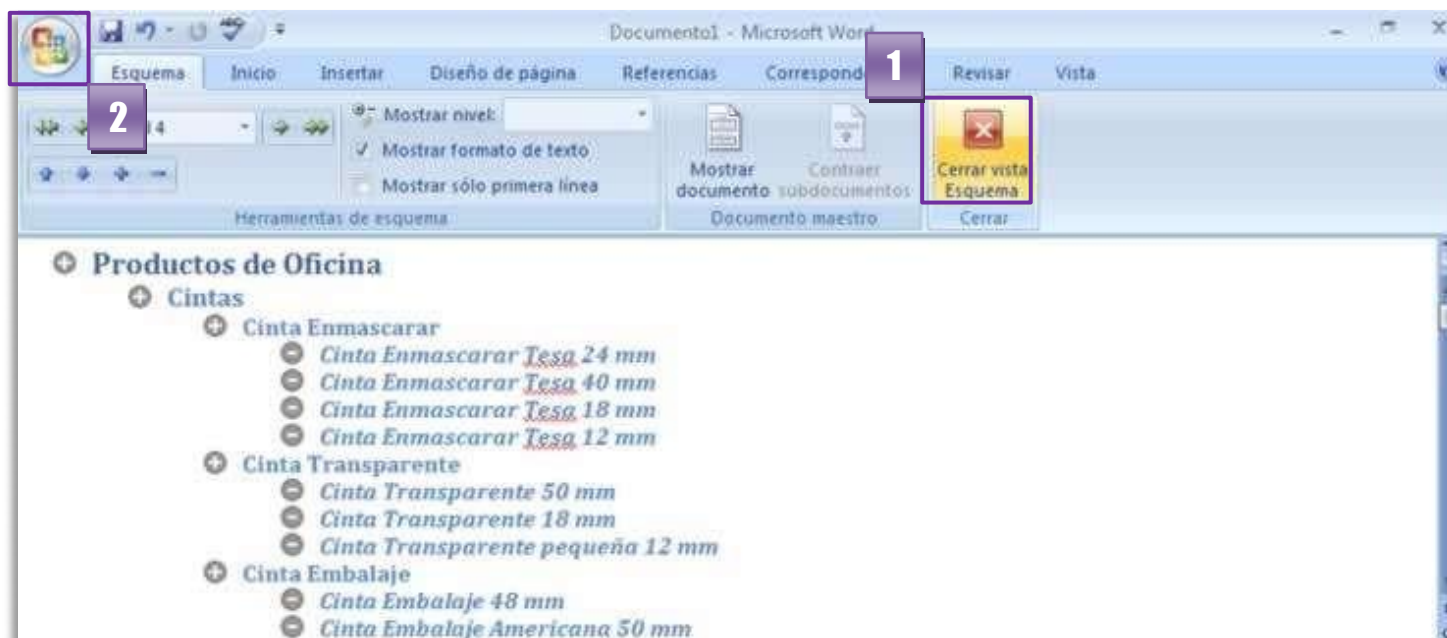 Documento1 - Microsoft Word
1
Esquema Inicio Insertar Diseño de página Referencias Revisar Vista
2
Mostrar nivel:
Mostrar formato de texto
Mostrar sólo primera línea
Mostrar documento
Contraer subdocumentos
Cerrar vista Esquema
Herramientas de esquema Documento maestro Cerrar
Productos de Oficina
Cintas
Cinta Enmascarar
Cinta Enmascarar Tesa 24 mm
Cinta Enmascarar Tesa 40 mm
Cinta Enmascarar Tesa 18 mm
Cinta Enmascarar Tesa 12 mm
Cinta Transparente
Cinta Transparente 50 mm
Cinta Transparente 18 mm
Cinta Transparente pequeña 12 mm
Cinta Embalaje
Cinta Embalaje 48 mm
Cinta Embalaje Americana 50 mm